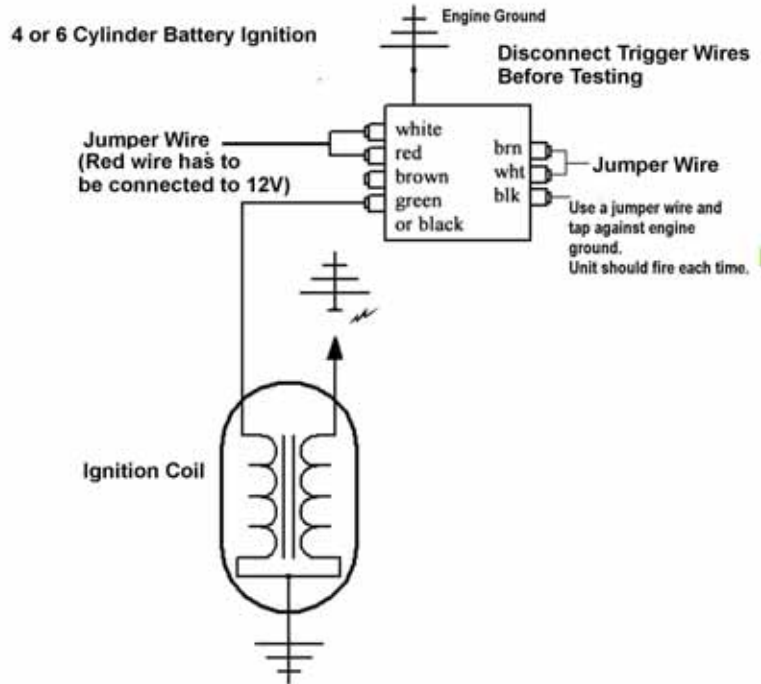 Engine Ground
4 or 6 Cylinder Battery Ignition
Disconnect Trigger Wires
Before Testing
Jumper Wire
(Red wire has to
be connected to 12V)
white
red
brown
green
or black
brn
wht
blk
Jumper Wire
Use a jumper wire and
tap against engine
ground.
Unit should fire each time.
Ignition Coil